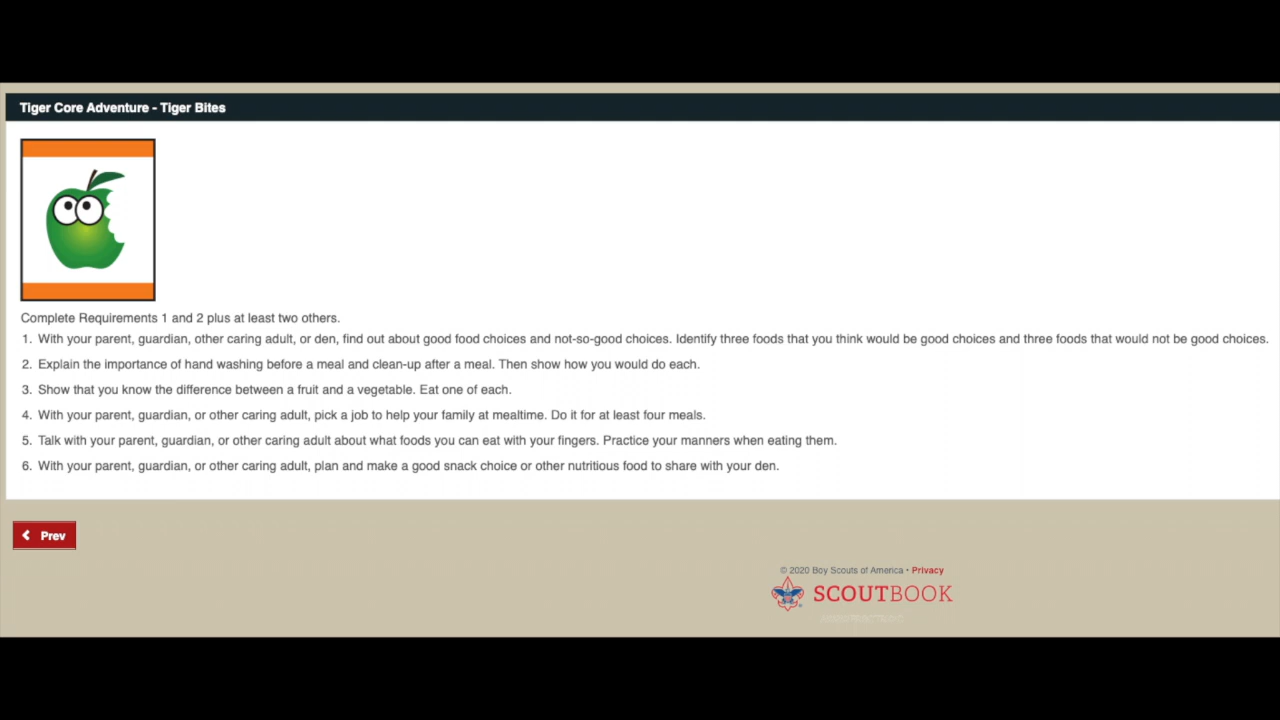 Tiger Core Adventure - Tiger Bites
Complete Requirements 1 and 2 plus at least two others.
1. With your parent, guardian, other caring adult, or den, find out about good food choices and not-so-good choices. Identify three foods that you think would be good choices and three foods that would not be good choices.
2. Explain the importance of hand washing before a meal and clean-up after a meal. Then show how you would do each.
3. Show that you know the difference between a fruit and a vegetable. Eat one of each.
4. With your parent, guardian, or other caring adult, pick a job to help your family at mealtime. Do it for at least four meals.
5. Talk with your parent, guardian, or other caring adult about what foods you can eat with your fingers. Practice your manners when eating them.
6. With your parent, guardian, or other caring adult, plan and make a good snack choice or other nutritious food to share with your den.
Prev
© 2020 Boy Scouts of America • Privacy
SCOUTBOOK